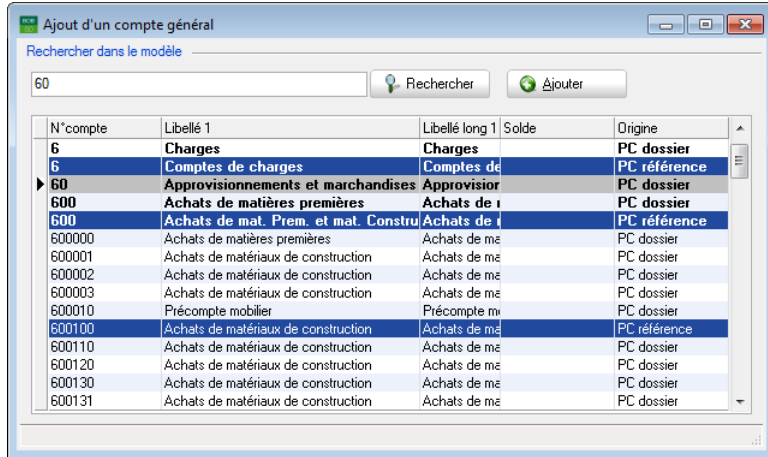 Ajout d'un compte général
Rechercher dans le modèle
60 Rechercher Ajouter
N°compte Libellé 1 Libellé long 1 Solde Origine
6 Charges Charges PC dossier
6 Comptes de charges Comptes de PC référence
60 Approvisionnements et marchandises Approvisior PC dossier
600 Achats de matières premières Achats de r PC dossier
600 Achats de mat. Prem. et mat. Constru Achats de r PC référence
600000 Achats de matières premières Achats de ma PC dossier
600001 Achats de matériaux de construction Achats de ma PC dossier
600002 Achats de matériaux de construction Achats de ma PC dossier
600003 Achats de matériaux de construction Achats de ma PC dossier
600010 Précompte mobilier Précompte m PC dossier
600100 Achats de matériaux de construction Achats de ma PC référence
600110 Achats de matériaux de construction Achats de ma PC dossier
600120 Achats de matériaux de construction Achats de ma PC dossier
600130 Achats de matériaux de construction Achats de ma PC dossier
600131 Achats de matériaux de construction Achats de ma PC dossier